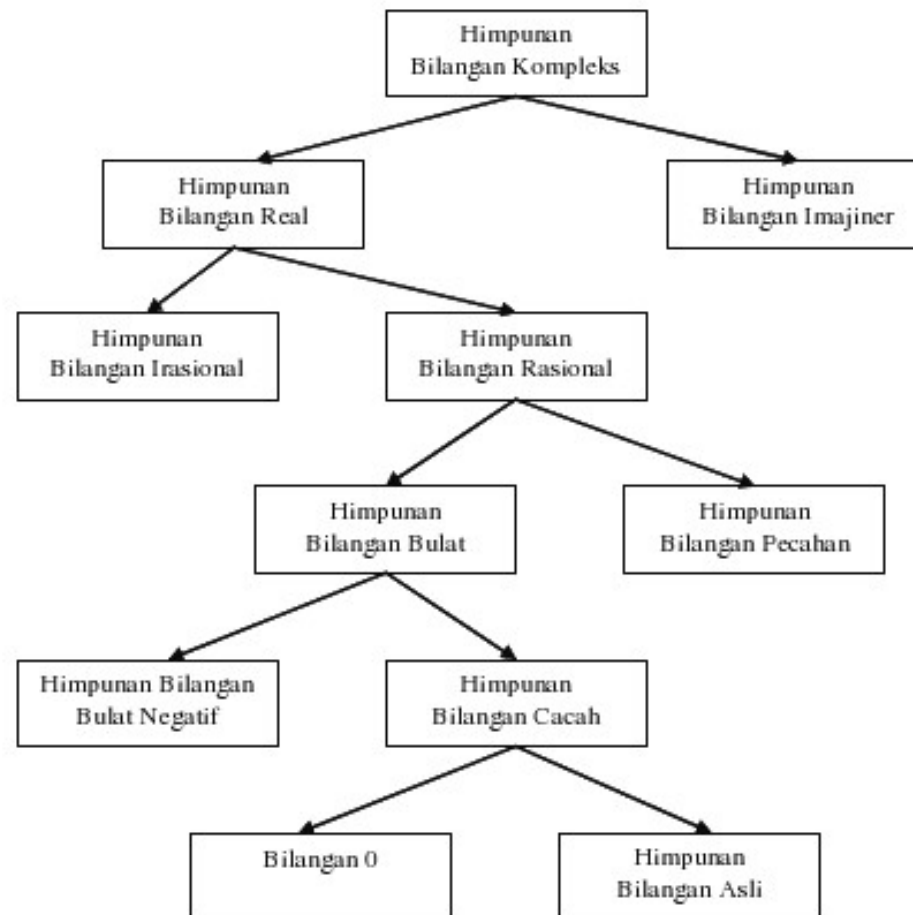 Himpunan
Bilangan Kompleks
Himpunan
Bilangan Real
Himpunan
Bilangan Imajiner
Himpunan
Bilangan Irasional
Himpunan
Bilangan Rasional
Himpunan
Bilangan Bulat
Himpunan
Bilangan Pecahan
Himpunan Bilangan
Bulat Negatif
Himpunan
Bilangan Cacah
Bilangan 0
Himpunan
Bilangan Asli